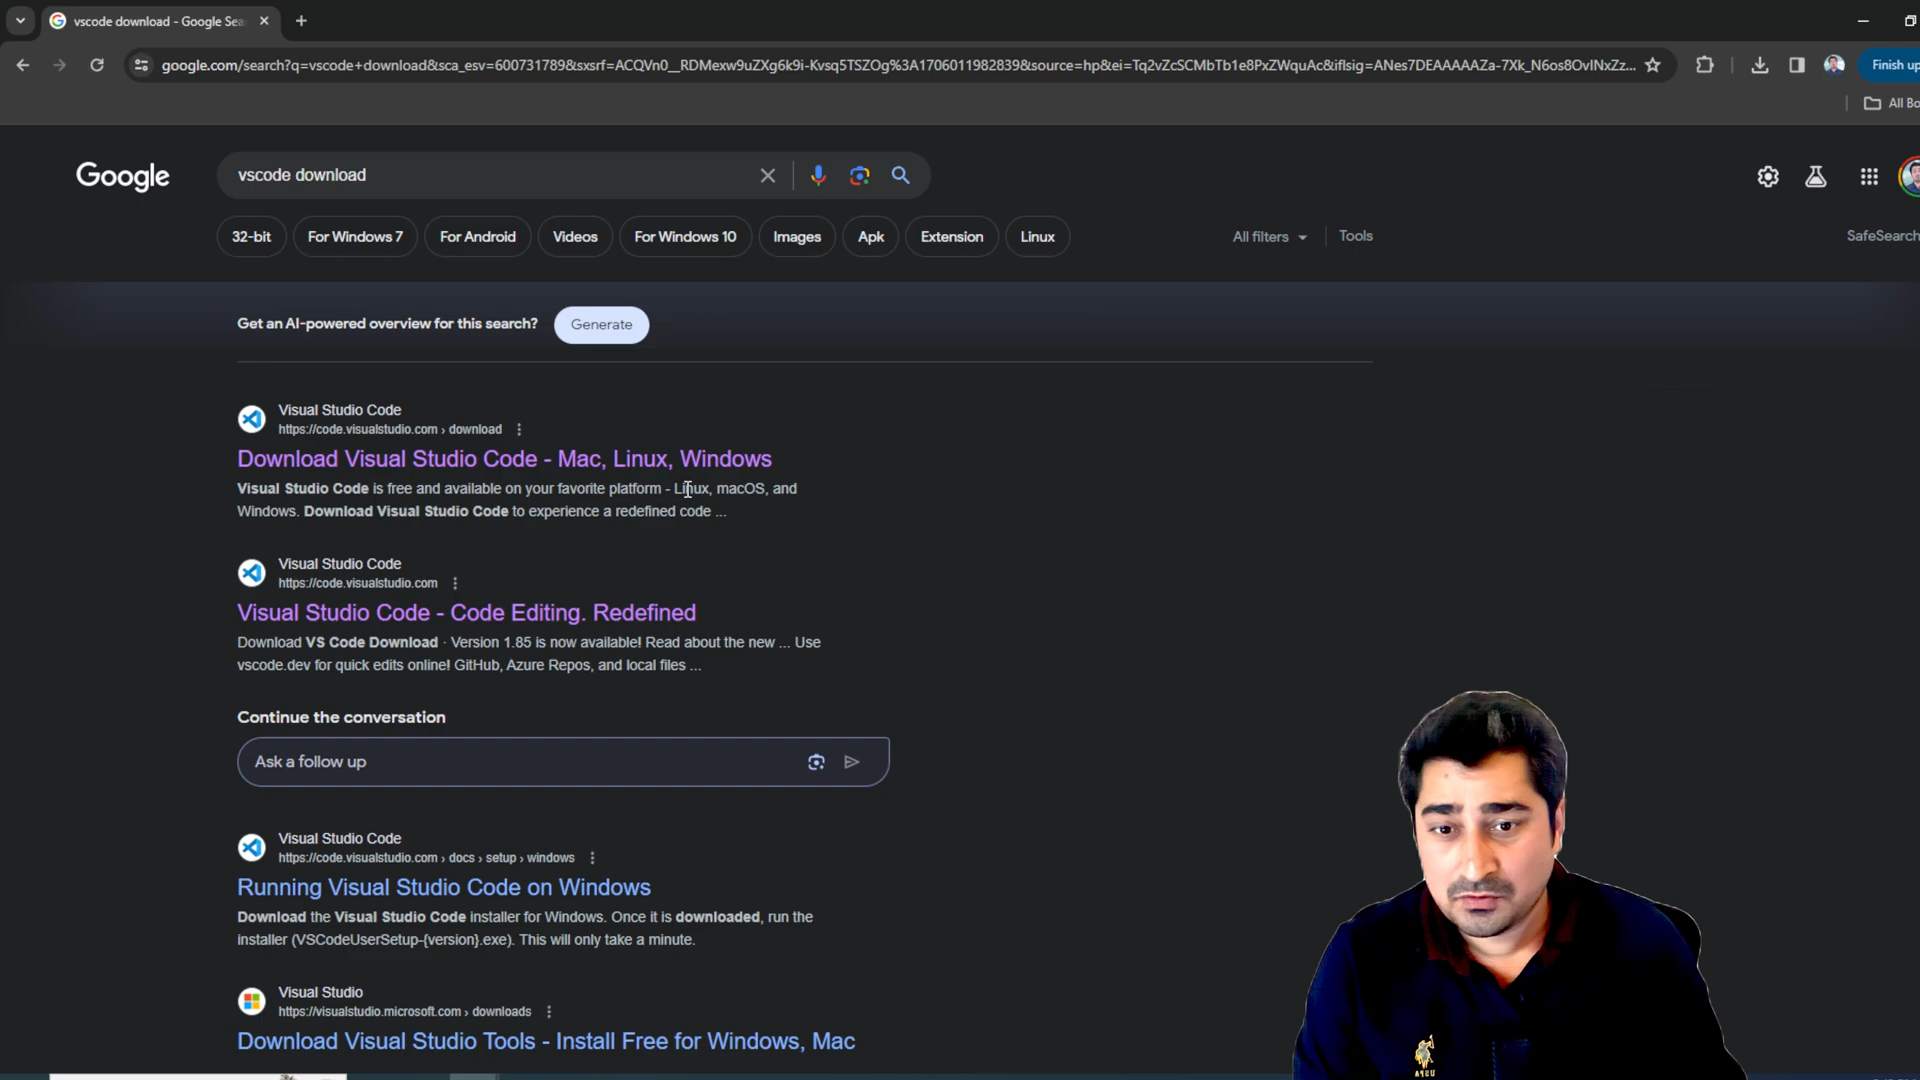 vscode download - Google Sea
google.com/search?q=vscode+download&sca_esv=600731789&sxsrf=ACQVn0__RDMexw9uZXg6k9i-Kvsq5TSZOg%3A1706011982839&source=hp&ei=Tq2vZcSCMbTb1e8PxZWquAc&iflsig=ANes7DEAAAAAZa-7Xk_N6os8OvlNxZz...
Finish up
All Bo
Google
vscode download
32-bit
For Windows 7
For Android
Videos
For Windows 10
Images
Apk
Extension
Linux
All filters
Tools
SafeSearch
Get an AI-powered overview for this search?
Generate
Visual Studio Code
https://code.visualstudio.com › download
Download Visual Studio Code - Mac, Linux, Windows
Visual Studio Code is free and available on your favorite platform - Linux, macOS, and
Windows. Download Visual Studio Code to experience a redefined code ...
Visual Studio Code
https://code.visualstudio.com
Visual Studio Code - Code Editing. Redefined
Download VS Code Download · Version 1.85 is now available! Read about the new ... Use
vscode.dev for quick edits online! GitHub, Azure Repos, and local files ...
Continue the conversation
Ask a follow up
Visual Studio Code
https://code.visualstudio.com › docs › setup › windows
Running Visual Studio Code on Windows
Download the Visual Studio Code installer for Windows. Once it is downloaded, run the
installer (VSCodeUserSetup-{version}.exe). This will only take a minute.
Visual Studio
https://visualstudio.microsoft.com › downloads
Download Visual Studio Tools - Install Free for Windows, Mac